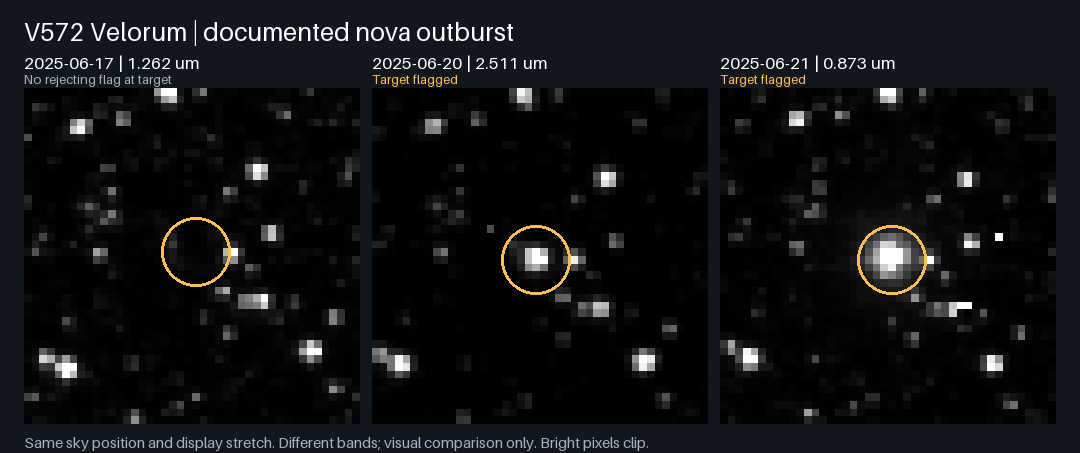 V572 Velorum | documented nova outburst
2025-06-17 | 1.262 um
No rejecting flag at target
2025-06-20 | 2.511 um
Target flagged
2025-06-21 | 0.873 um
Target flagged
Same sky position and display stretch. Different bands; visual comparison only. Bright pixels clip.